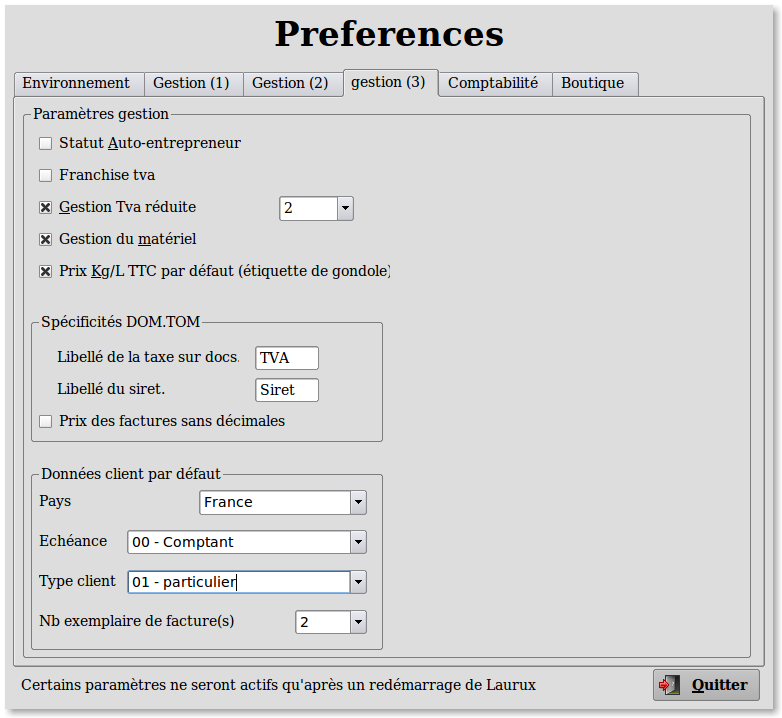 Preferences
Environnement Gestion (1) Gestion (2) gestion (3) Comptabilité Boutique
Paramètres gestion
Statut Auto-entrepreneur
Franchise tva
Gestion Tva réduite 2
Gestion du matériel
Prix Kg/L TTC par défaut (étiquette de gondole)
Spécificités DOM.TOM
Libellé de la taxe sur docs. TVA
Libellé du siret. Siret
Prix des factures sans décimales
Données client par défaut
Pays France
Echéance 00 - Comptant
Type client 01 - particulier
Nb exemplaire de facture(s) 2
Certains paramètres ne seront actifs qu'après un redémarrage de Laurux Quitter